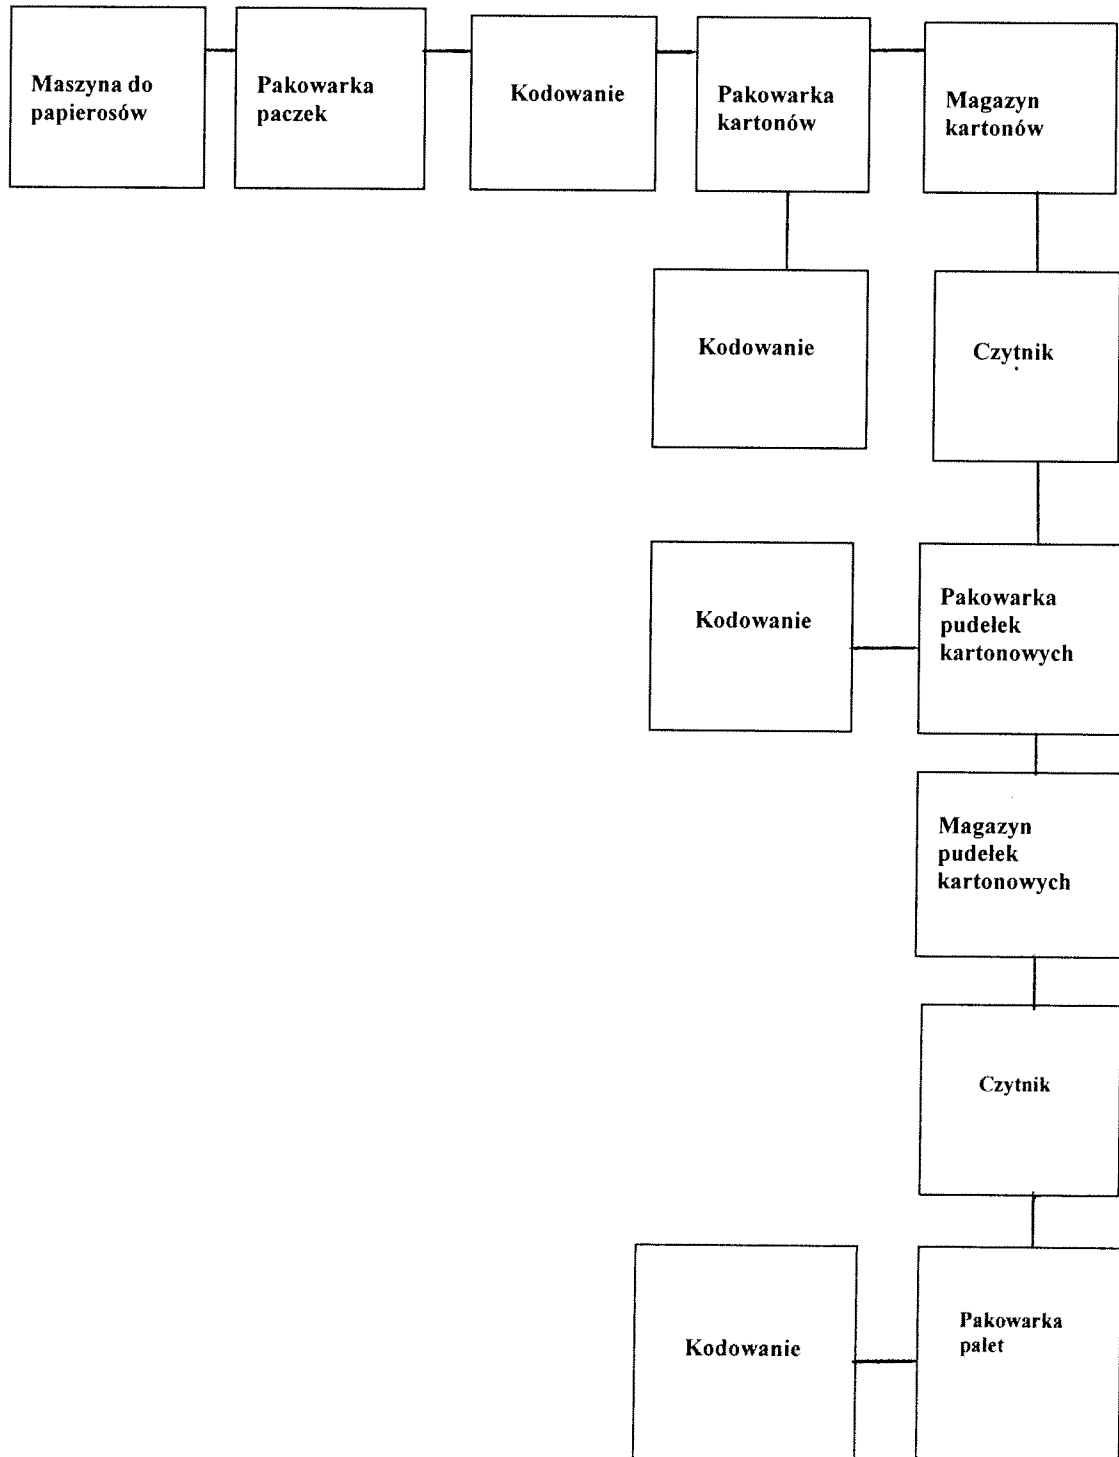 Maszyna do
papierosów
Pakowarka
paczek
Kodowanie
Pakowarka
kartonów
Magazyn
kartonów
Kodowanie
Czytnik
Kodowanie
Pakowarka
pudełek
kartonowych
Magazyn
pudełek
kartonowych
Czytnik
Kodowanie
Pakowarka
palet